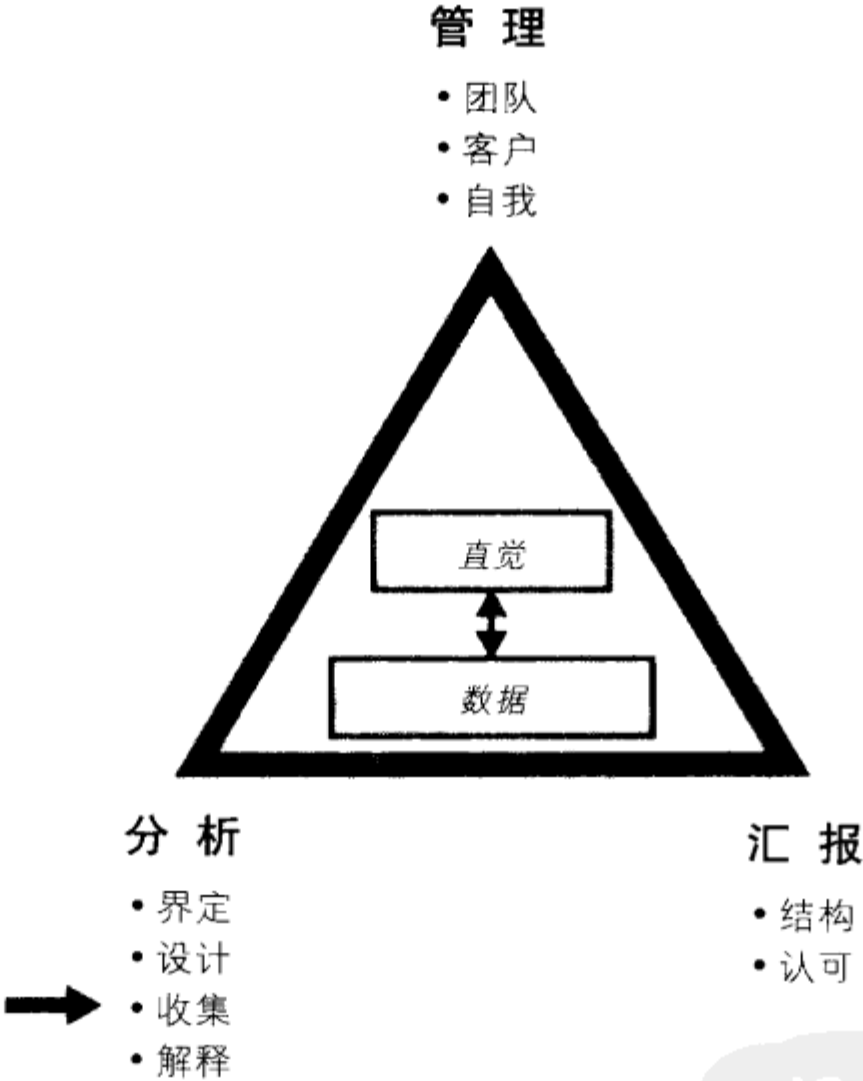 管理
• 团队
• 客户
• 自我
直觉
数据
分析
• 界定
• 设计
• 收集
• 解释
汇报
• 结构
• 认可